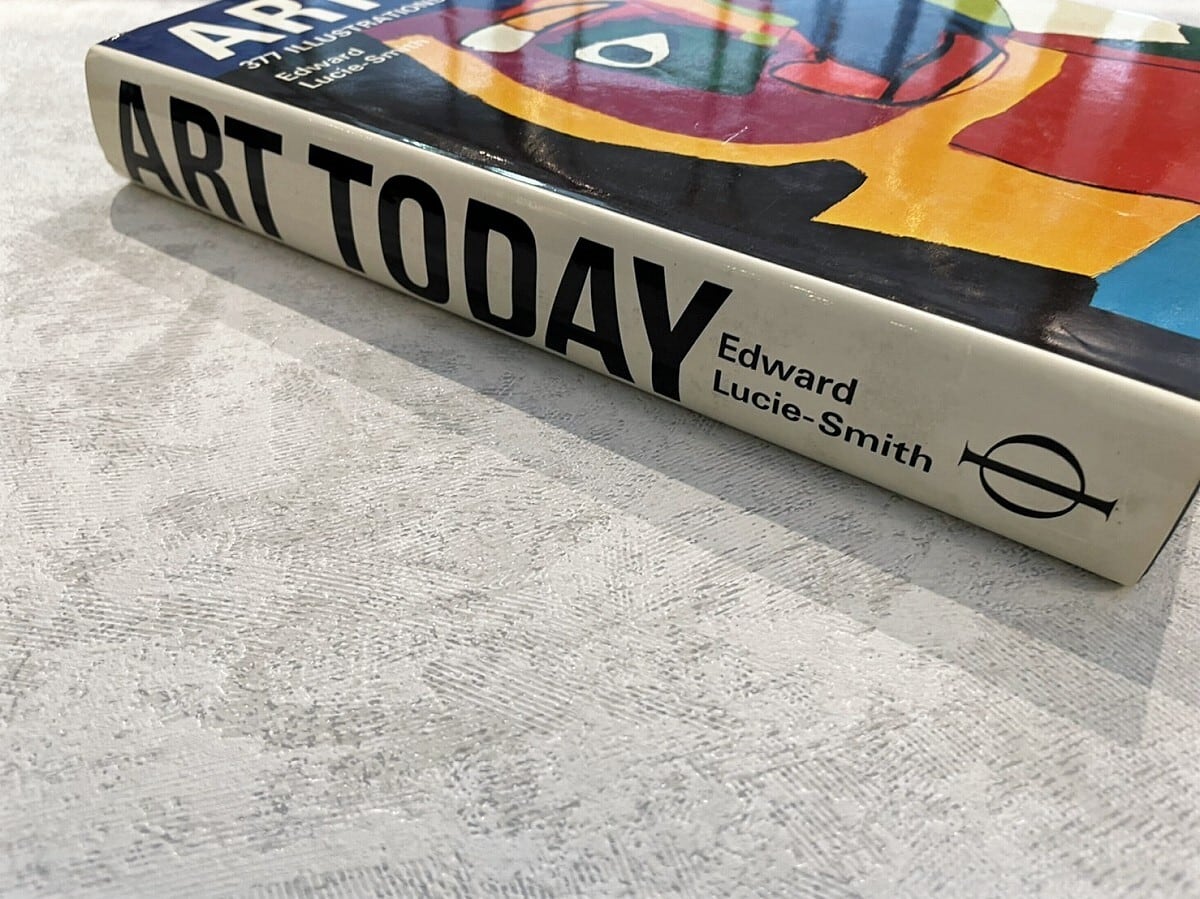 ART
377 ILLUSTRATIONS
Edward
Lucie-Smith
ART TODAY
Edward
Lucie-Smith